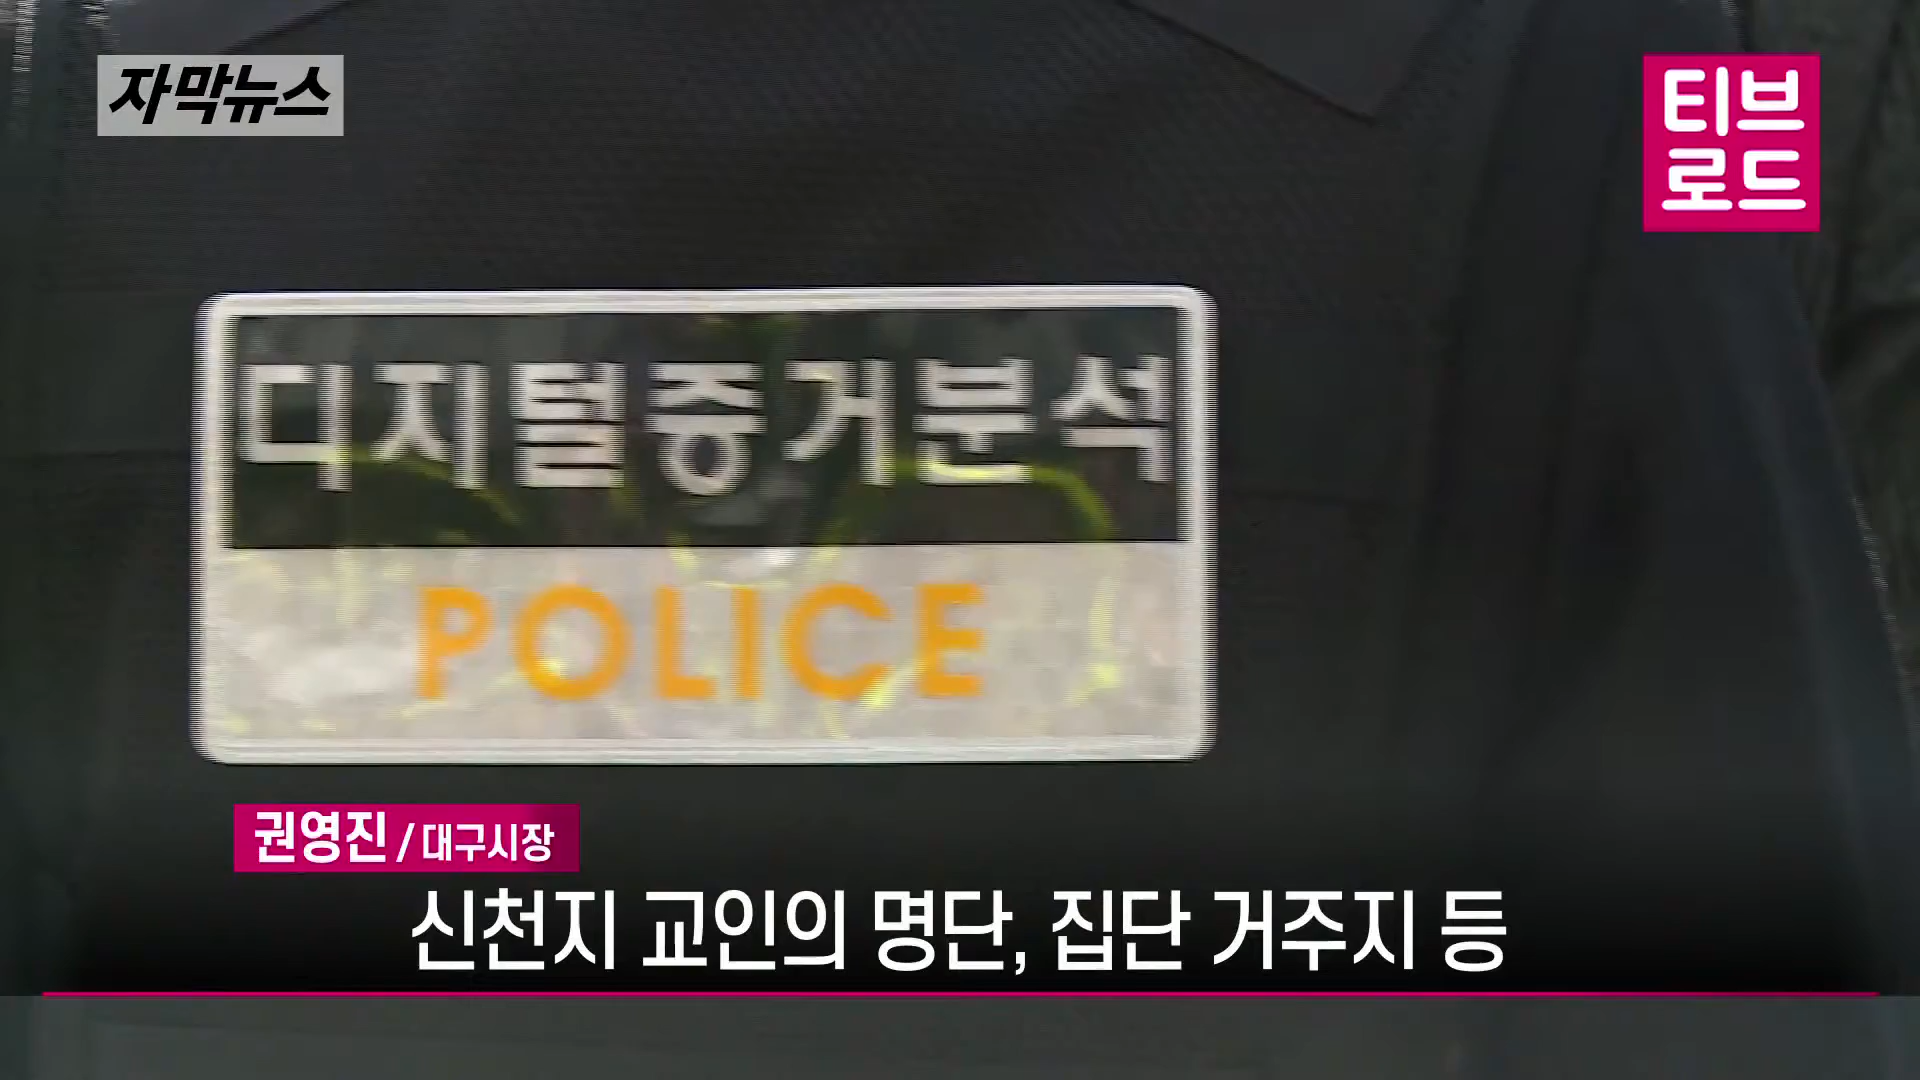 자막뉴스
티브
로드
디지털증거분석
POLICE
권영진 / 대구시장
신천지 교인의 명단, 집단 거주지 등